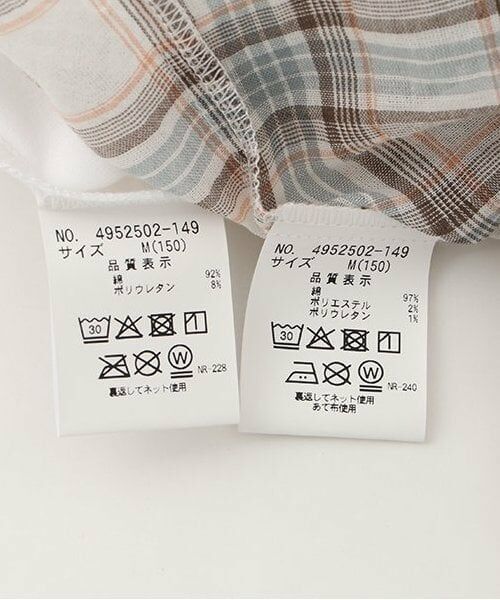 NO. 4952502-149
サイズ M(150)
品質表示
綿 92%
ポリウレタン 8%
30
1
W
NR-228
裏返してネット使用
NO. 4952502-149
サイズ M(150)
品質表示
綿 97%
ポリエステル 2%
ポリウレタン 1%
30
1
W
NR-240
裏返してネット使用
あて布使用